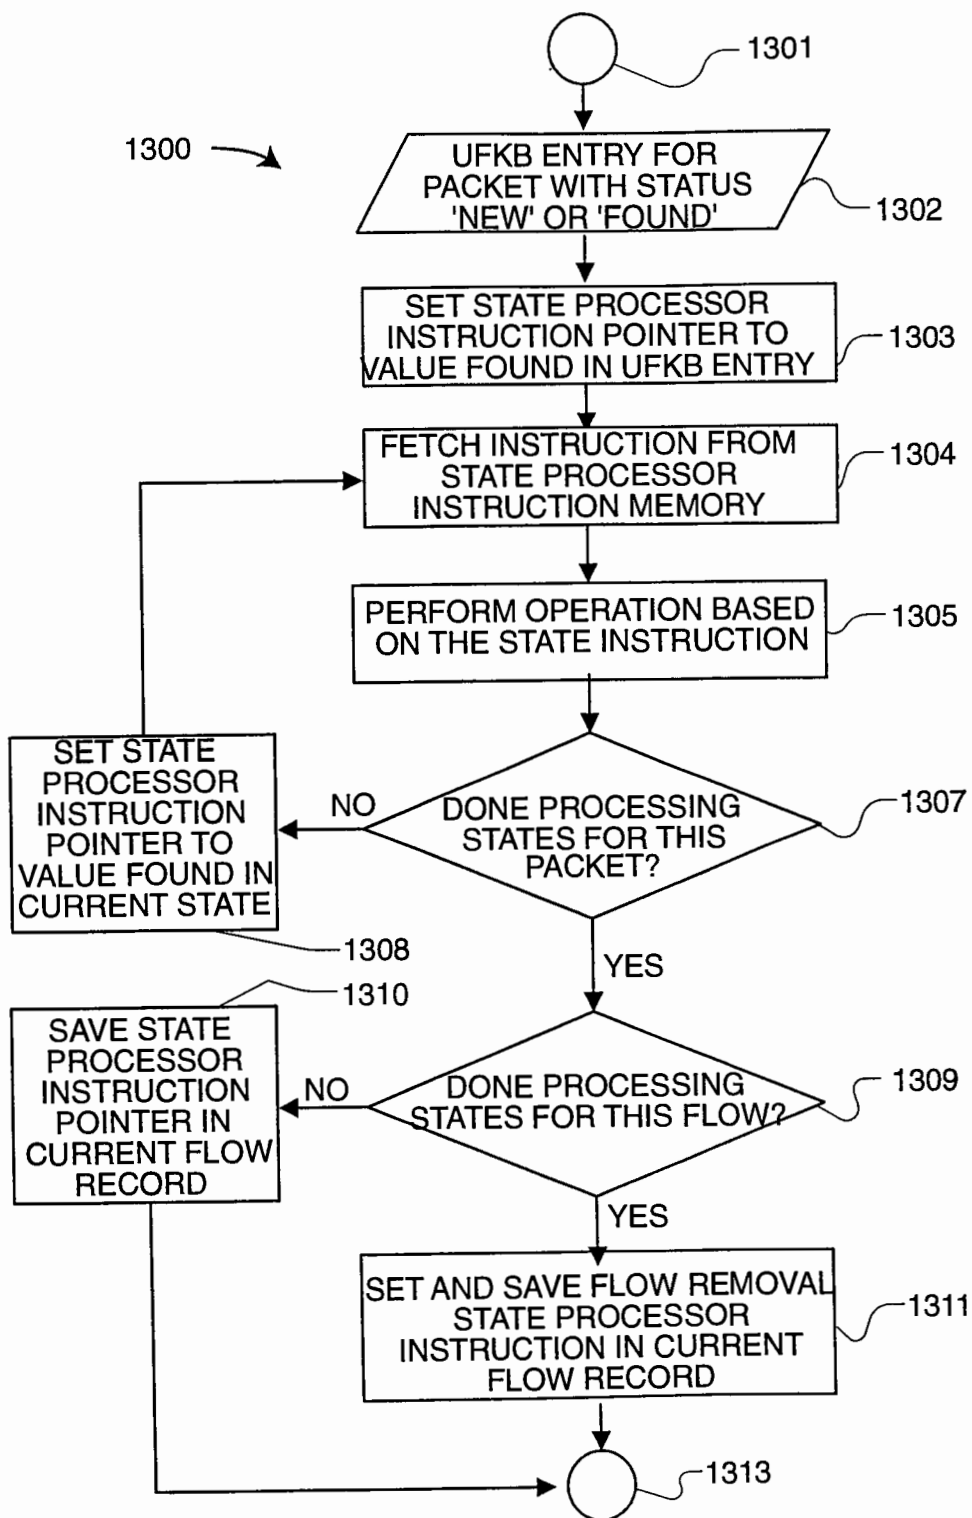 1301
1300
UFKB ENTRY FOR
PACKET WITH STATUS
'NEW' OR 'FOUND'
1302
SET STATE PROCESSOR
INSTRUCTION POINTER TO
VALUE FOUND IN UFKB ENTRY
1303
FETCH INSTRUCTION FROM
STATE PROCESSOR
INSTRUCTION MEMORY
1304
PERFORM OPERATION BASED
ON THE STATE INSTRUCTION
1305
SET STATE
PROCESSOR
INSTRUCTION
POINTER TO
VALUE FOUND IN
CURRENT STATE
1308
NO
DONE PROCESSING
STATES FOR THIS
PACKET?
1307
YES
1310
SAVE STATE
PROCESSOR
INSTRUCTION
POINTER IN
CURRENT FLOW
RECORD
NO
DONE PROCESSING
STATES FOR THIS FLOW?
1309
YES
SET AND SAVE FLOW REMOVAL
STATE PROCESSOR
INSTRUCTION IN CURRENT
FLOW RECORD
1311
1313